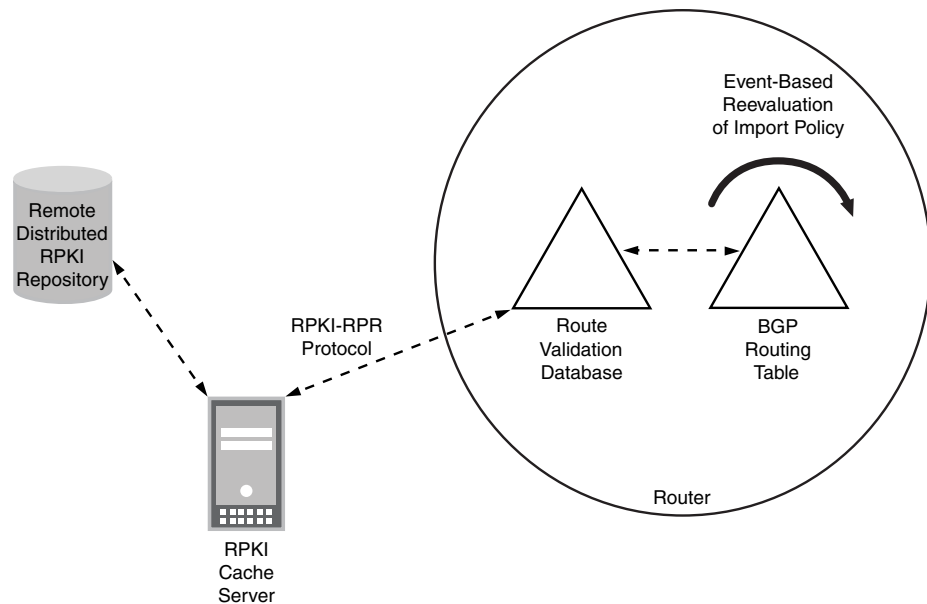 Event-Based
Reevaluation
of Import Policy
Remote
Distributed
RPKI
Repository
RPKI-RPR
Protocol
Route
Validation
Database
BGP
Routing
Table
Router
RPKI
Cache
Server